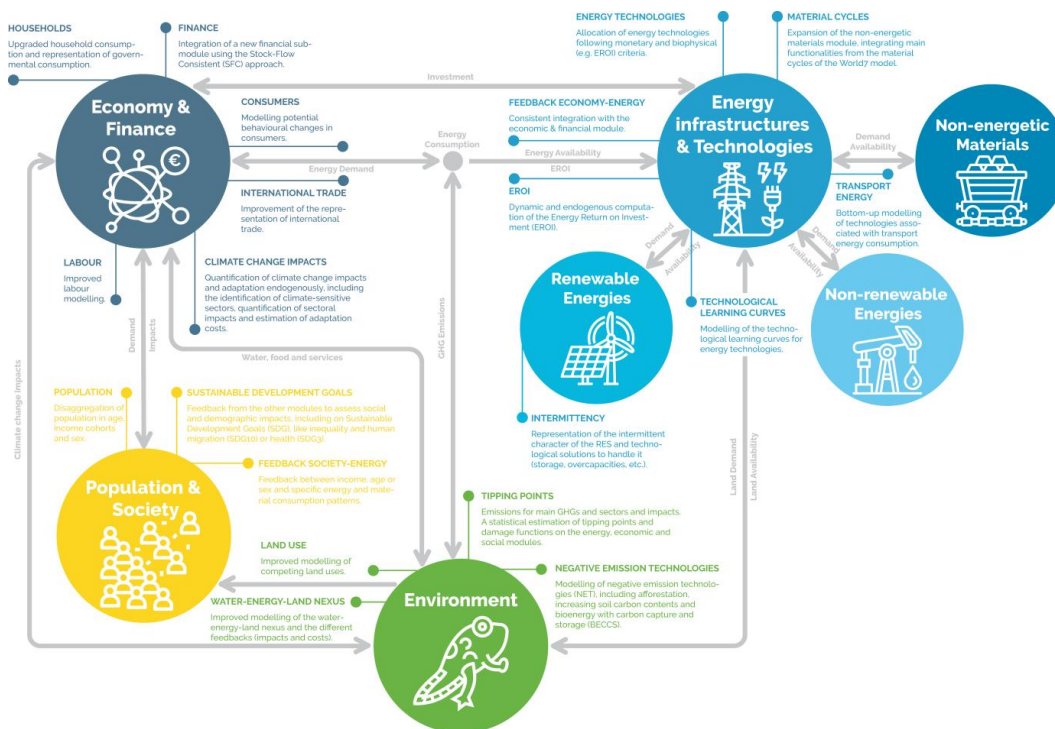 HOUSEHOLDS
Upgraded household consump-
tion and representation of gover-
mental consumption.
FINANCE
Integration of a new financial sub-
module using the Stock-Flow
Consistent (SFC) approach.
ENERGY TECHNOLOGIES
Allocation of energy technologies
following monetary and biophysical
(e.g. EROI) criteria.
MATERIAL CYCLES
Expansion of the non-energetic
materials module, integrating main
functionalities from the material
cycles of the World7 model.
Investment
Economy &
Finance
€
CONSUMERS
Modelling potential
behavioural changes in
consumers.
Energy
Consumption
Energy Demand
FEEDBACK ECONOMY-ENERGY
Consistent integration with the
economic & financial module.
Energy Availability
EROI
EROI
Dynamic and endogenous computa-
tion of the Energy Return on Invest-
ment (EROI).
Energy
infrastructures
& Technologies
Demand
Availability
Non-energetic
Materials
TRANSPORT
ENERGY
Bottom-up modelling
of technologies asso-
ciated with transport
energy consumption.
INTERNATIONAL TRADE
Improvement of the repre-
sentation of international
trade.
LABOUR
Improved
labour
modelling.
CLIMATE CHANGE IMPACTS
Quantification of climate change impacts
and adaptation endogenously, including
the identification of climate-sensitive
sectors, quantification of sectoral
impacts and estimation of adaptation
costs.
Demand
Availability
Demand
Availability
Renewable
Energies
TECHNOLOGICAL
LEARNING CURVES
Modelling of the techno-
logical learning curves for
energy technologies.
Non-renewable
Energies
Demand
Impacts
Water, food and services
GHG Emissions
Climate change Impacts
INTERMITTENCY
Representation of the intermittent
character of the RES and techno-
logical solutions to handle it
(storage, overcapacities, etc.).
Land Demand
Land Availability
POPULATION
Disaggregation of
population in age,
income cohorts
and sex.
SUSTAINABLE DEVELOPMENT GOALS
Feedback from the other modules to assess social
and demographic impacts, including on Sustainable
Development Goals (SDG), like inequality and human
migration (SDG10) or health (SDG3).
FEEDBACK SOCIETY-ENERGY
Feedback between income, age or
sex and specific energy and mate-
rial consumption patterns.
Population &
Society
TIPPING POINTS
Emissions for main GHGs and sectors and impacts.
A statistical estimation of tipping points and
damage functions on the energy, economic and
social modules.
LAND USE
Improved modelling of
competing land uses.
WATER-ENERGY-LAND NEXUS
Improved modelling of the water-
energy-land nexus and the different
feedbacks (impacts and costs).
Environment
NEGATIVE EMISSION TECHNOLOGIES
Modelling of negative emission technolo-
gies (NET), including afforestation,
increasing soil carbon contents and
bioenergy with carbon capture and
storage (BECCS).